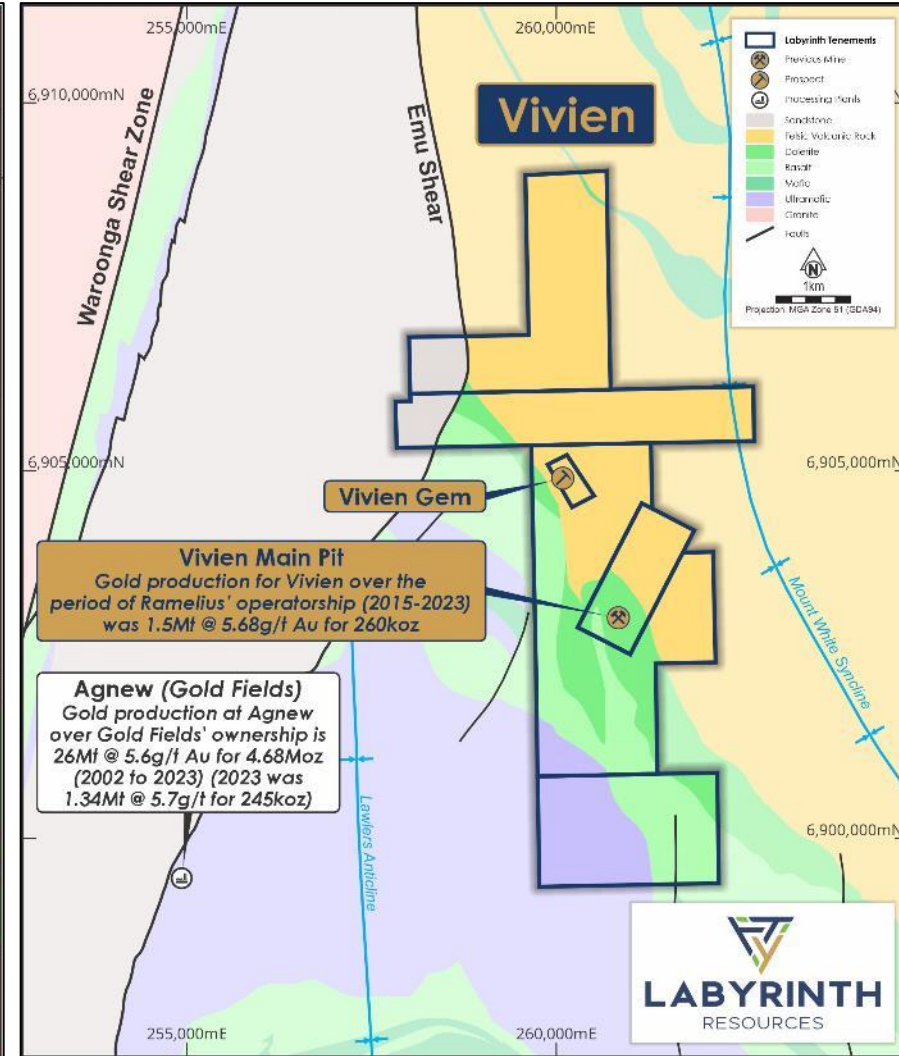 255,000mE
260,000mE
6,910,000mN
Waroonga Shear Zone
Emu Shear
Vivien
Labyrinth Tenements
Previous Mine
Prospect
Processing Plants
Sandstone
Felsic Volcanic Rock
Dolerite
Basalt
Mafic
Ultramafic
Granite
Faults
N
1km
Projection: MGA Zone 51 (GDA94)
6,905,000mN
6,905,000mN
Vivien Gem
Vivien Main Pit
Gold production for Vivien over the
period of Ramelius' operatorship (2015-2023)
was 1.5Mt @ 5.68g/t Au for 260koz
Mount White Syncline
Agnew (Gold Fields)
Gold production at Agnew
over Gold Fields' ownership is
26Mt @ 5.6g/t Au for 4.68Moz
(2002 to 2023) (2023 was
1.34Mt @ 5.7g/t for 245koz)
Lawlers Anticline
6,900,000mN
LABYRINTH
RESOURCES
255,000mE
260,000mE